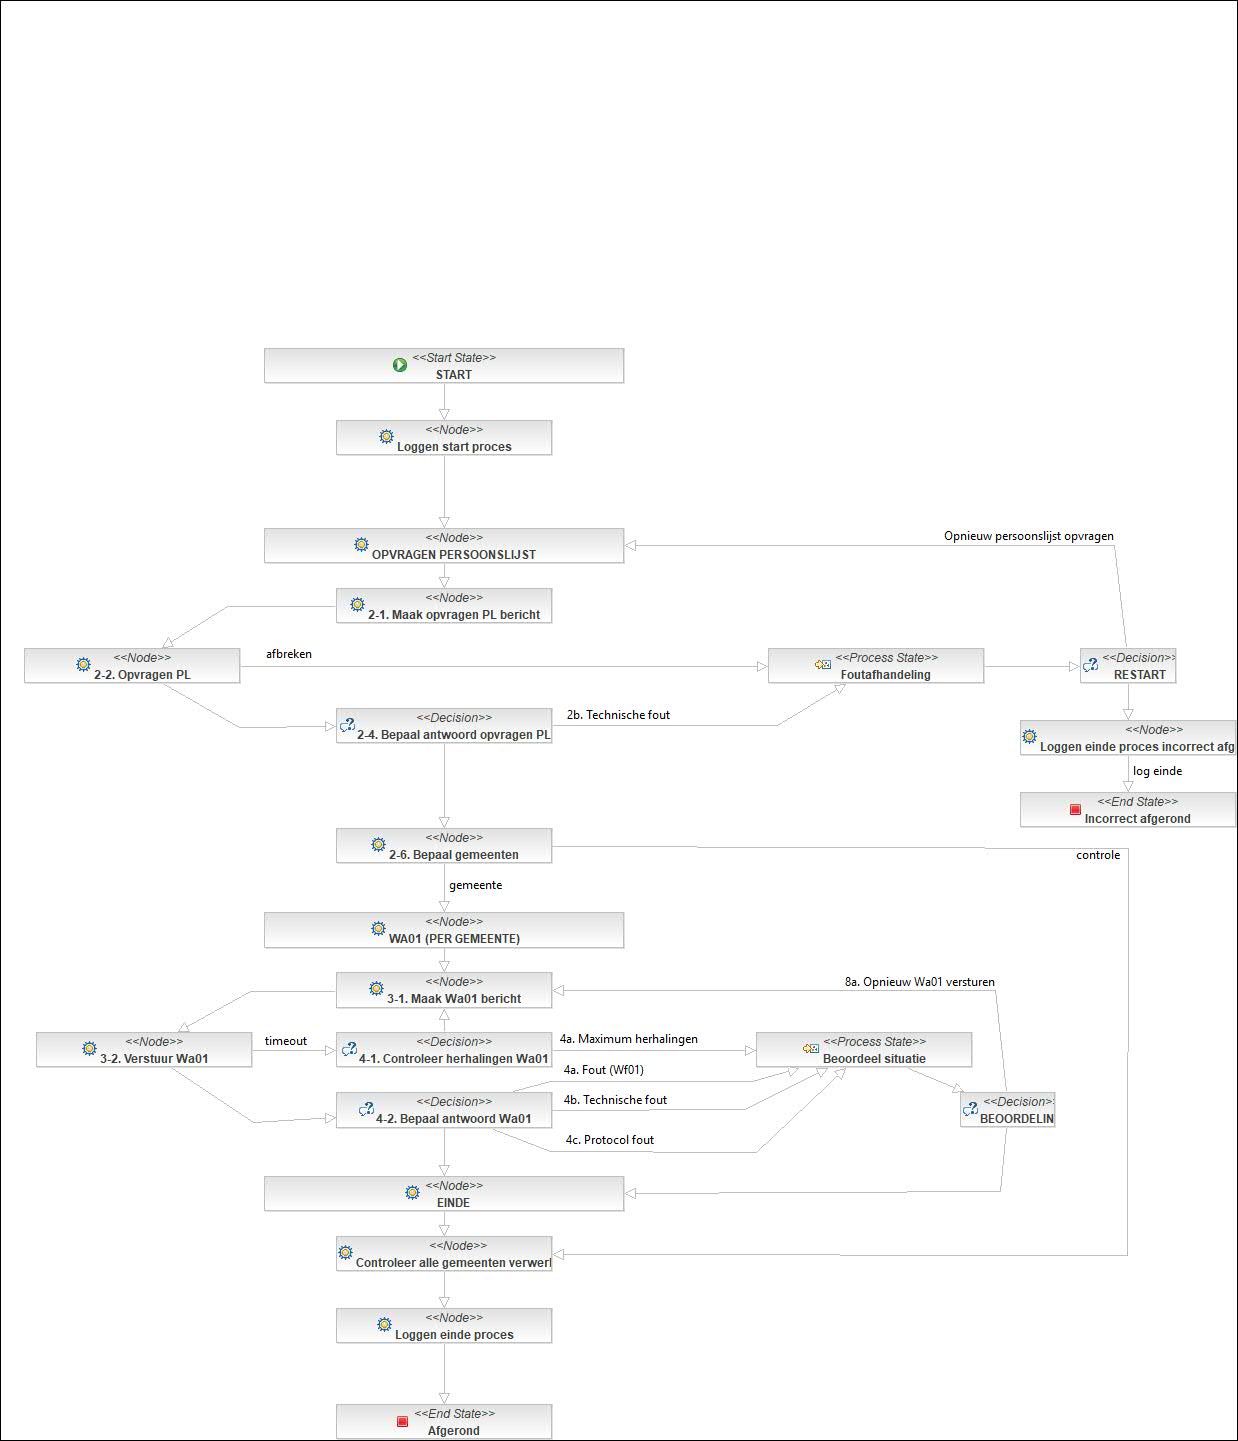 <<Start State>>
START
<<Node>>
Loggen start proces
<<Node>>
OPVRAGEN PERSOONSLIJST
Opnieuw persoonslijst opvragen
<<Node>>
2-1. Maak opvragen PL bericht
<<Node>>
2-2. Opvragen PL
afbreken
<<Process State>>
Foutafhandeling
<<Decision>>
RESTART
<<Decision>>
2-4. Bepaal antwoord opvragen PL
2b. Technische fout
<<Node>>
Loggen einde proces incorrect afg
log einde
<<End State>>
Incorrect afgerond
<<Node>>
2-6. Bepaal gemeenten
controle
gemeente
<<Node>>
WA01 (PER GEMEENTE)
<<Node>>
3-1. Maak Wa01 bericht
8a. Opnieuw Wa01 versturen
<<Node>>
3-2. Verstuur Wa01
timeout
<<Decision>>
4-1. Controleer herhalingen Wa01
4a. Maximum herhalingen
<<Process State>>
Beoordeel situatie
4a. Fout (Wf01)
<<Decision>>
4-2. Bepaal antwoord Wa01
4b. Technische fout
<<Decision>>
BEOORDELIN
4c. Protocol fout
<<Node>>
EINDE
<<Node>>
Controleer alle gemeenten verwerk
<<Node>>
Loggen einde proces
<<End State>>
Afgerond